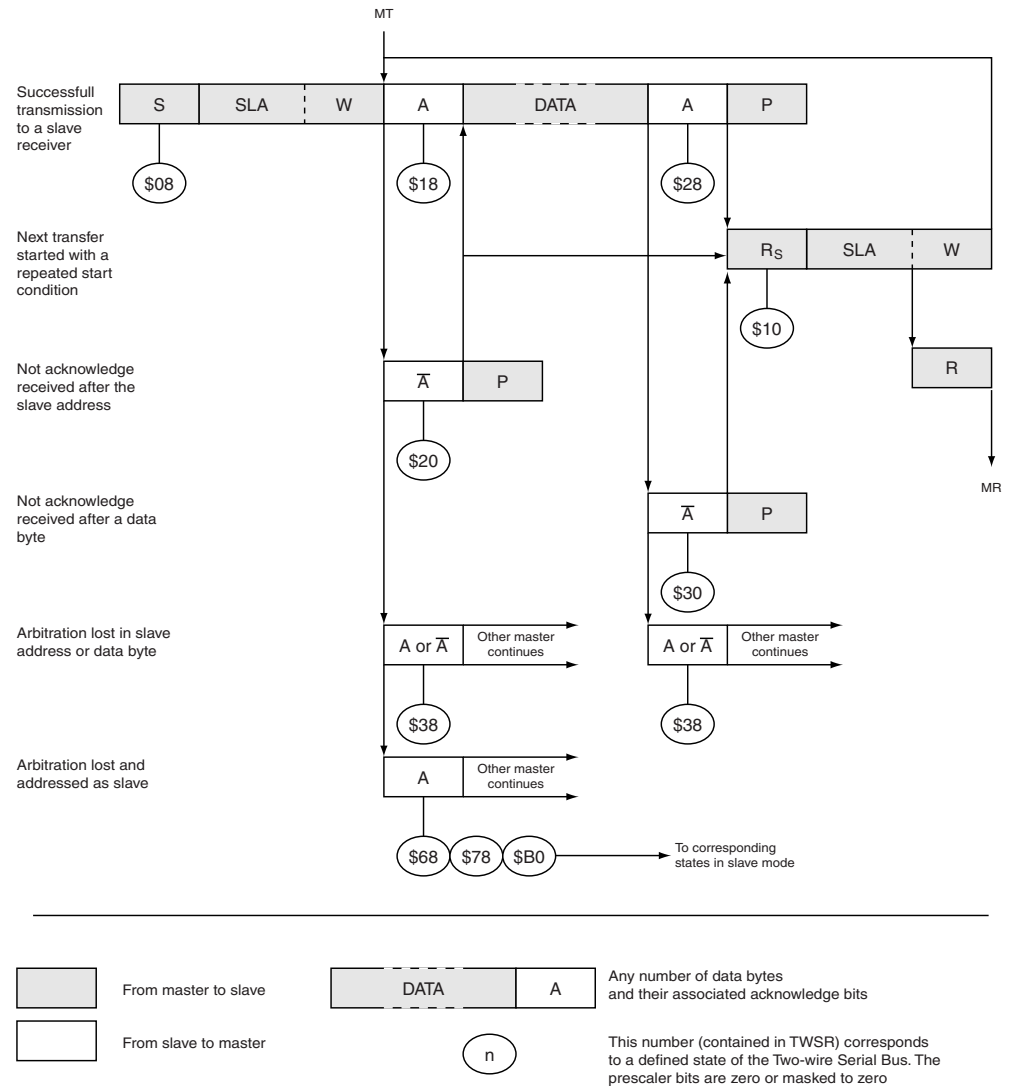 MT
Successfull
transmission
to a slave
receiver
S SLA W A DATA A P
$08 $18 $28
Next transfer
started with a
repeated start
condition
RS SLA W
$10
Not acknowledge
received after the
slave address
A̅ P
R
$20
MR
Not acknowledge
received after a data
byte
A̅ P
$30
Arbitration lost in slave
address or data byte
A or A̅ Other master
continues
A or A̅ Other master
continues
$38 $38
Arbitration lost and
addressed as slave
A Other master
continues
$68 $78 $B0
To corresponding
states in slave mode
From master to slave
DATA A
Any number of data bytes
and their associated acknowledge bits
From slave to master
n
This number (contained in TWSR) corresponds
to a defined state of the Two-wire Serial Bus. The
prescaler bits are zero or masked to zero